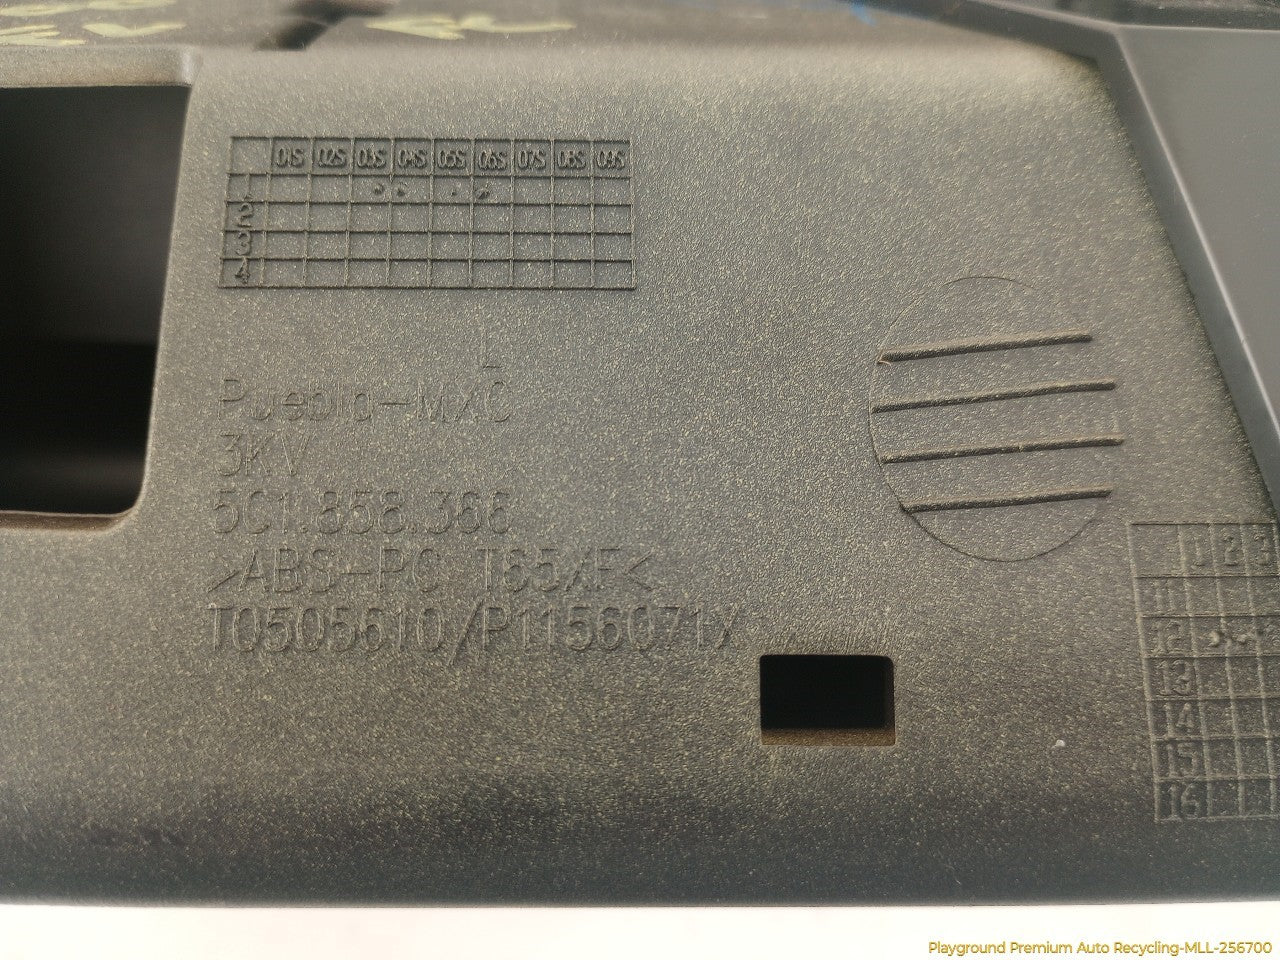 01S 02S 03S 04S 05S 06S 07S 08S 09S
1
2
3
4
L
Puebla-MXC
3KV
5C1.858.366
>ABS-PC T65XF<
T0505610/P1156071/
1 2 3
11
12
13
14
15
16
Playground Premium Auto Recycling-MLL-256700